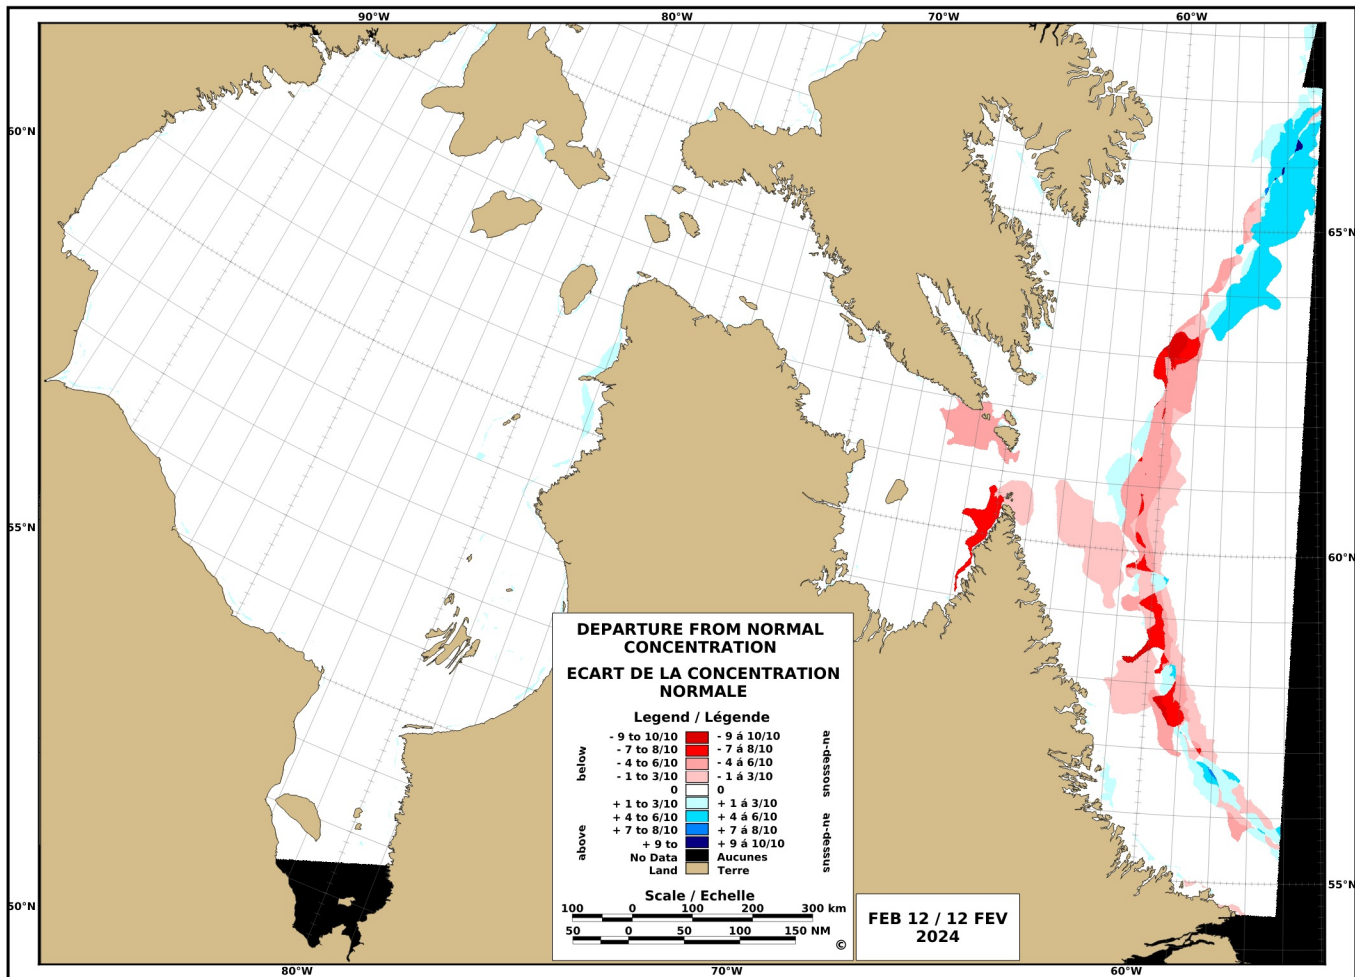 90°W 80°W 70°W 60°W
60°N
65°N
55°N
60°N
DEPARTURE FROM NORMAL
CONCENTRATION
ECART DE LA CONCENTRATION
NORMALE
Legend / Légende
below
above
- 9 to 10/10 - 9 á 10/10
- 7 to 8/10 - 7 á 8/10
- 4 to 6/10 - 4 á 6/10
- 1 to 3/10 - 1 á 3/10
0 0
+ 1 to 3/10 + 1 á 3/10
+ 4 to 6/10 + 4 á 6/10
+ 7 to 8/10 + 7 á 8/10
+ 9 to + 9 á 10/10
No Data Aucunes
Land Terre
au-dessous
au-dessus
Scale / Echelle
100 0 100 200 300 km
50 0 50 100 150 NM
©
FEB 12 / 12 FEV
2024
55°N
50°N
80°W 70°W 60°W